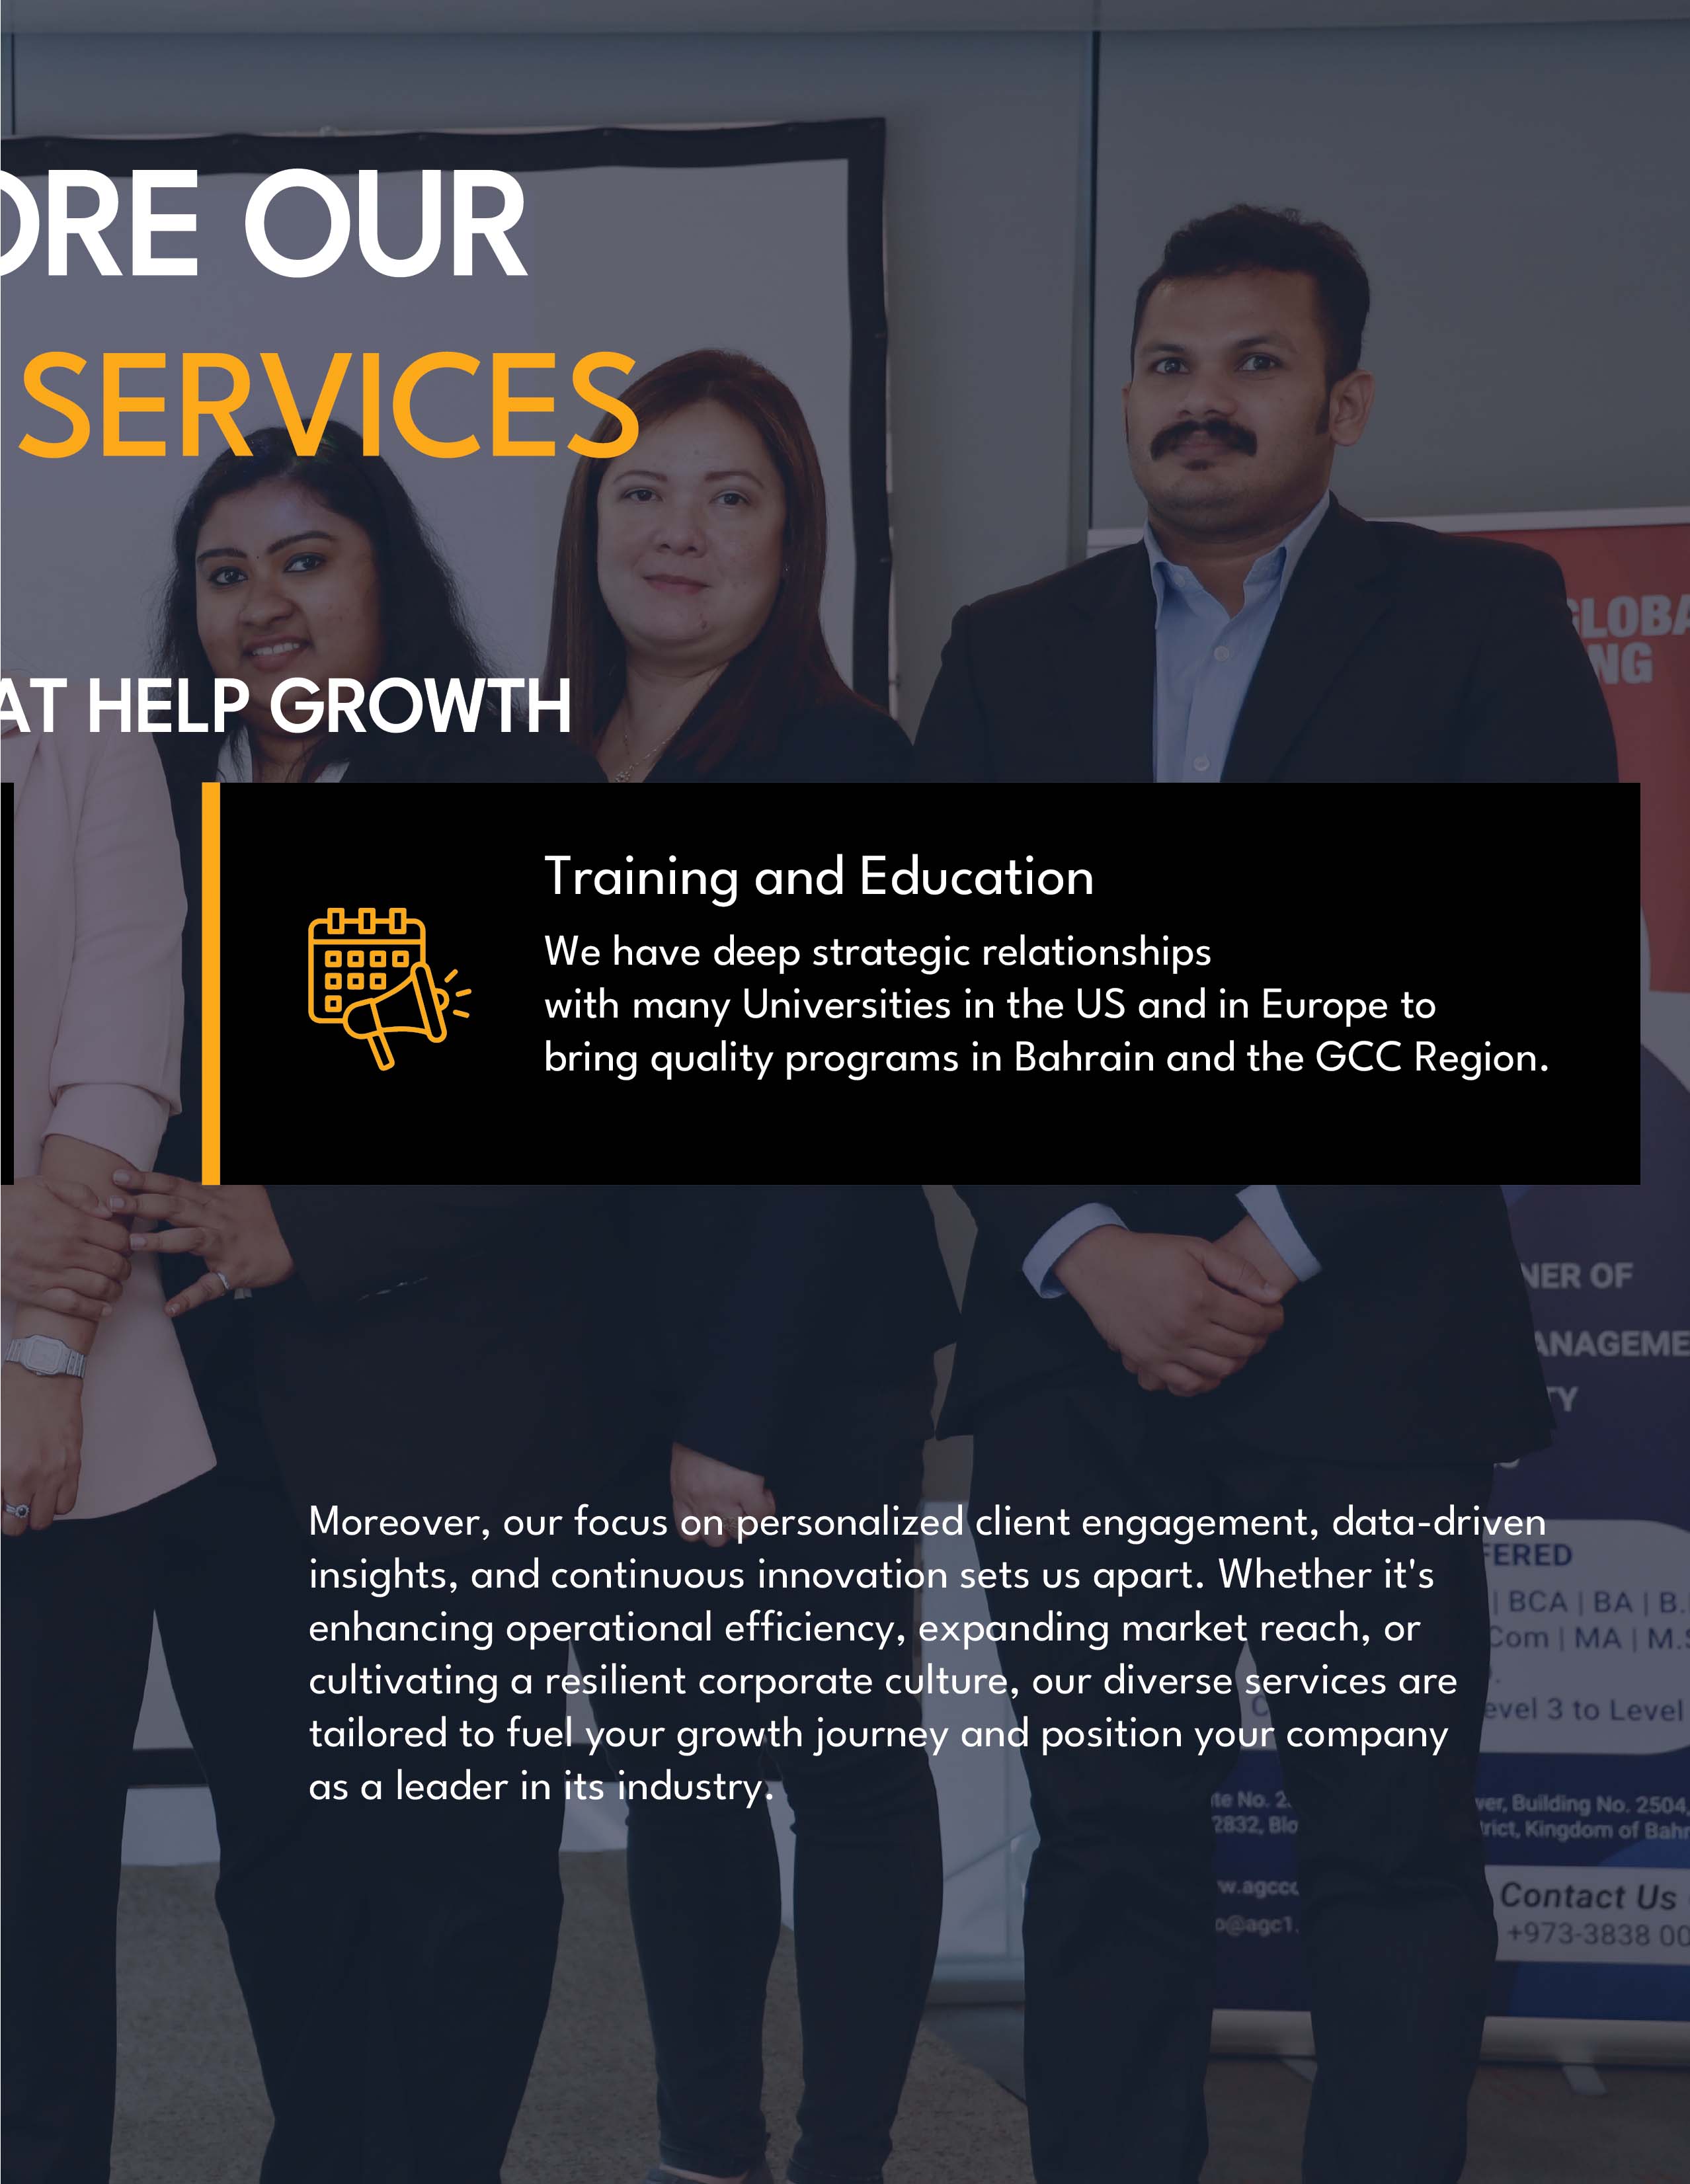 ORE OUR
SERVICES
AT HELP GROWTH
Training and Education
We have deep strategic relationships
with many Universities in the US and in Europe to
bring quality programs in Bahrain and the GCC Region.
Moreover, our focus on personalized client engagement, data-driven
insights, and continuous innovation sets us apart. Whether it's
enhancing operational efficiency, expanding market reach, or
cultivating a resilient corporate culture, our diverse services are
tailored to fuel your growth journey and position your company
as a leader in its industry.
GLOBA
NG
NER OF
ANAGEME
TY
FERED
| BCA | BA | B.
Com | MA | M.S
evel 3 to Level
te No. 2 wer, Building No. 2504,
2832, Blo trict, Kingdom of Bahr
w.agcc
o@agc1.
Contact Us
+973-3838 00